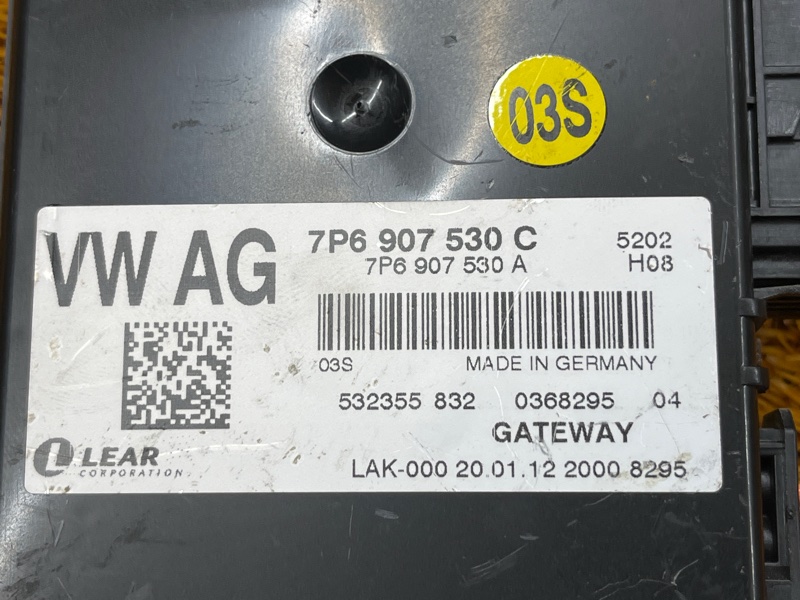 03S
VW AG
7P6 907 530 C
5202
7P6 907 530 A
H08
03S MADE IN GERMANY
532355 832 0368295 04
GATEWAY
LEAR
CORPORATION
LAK-000 20.01.12 2000 8295